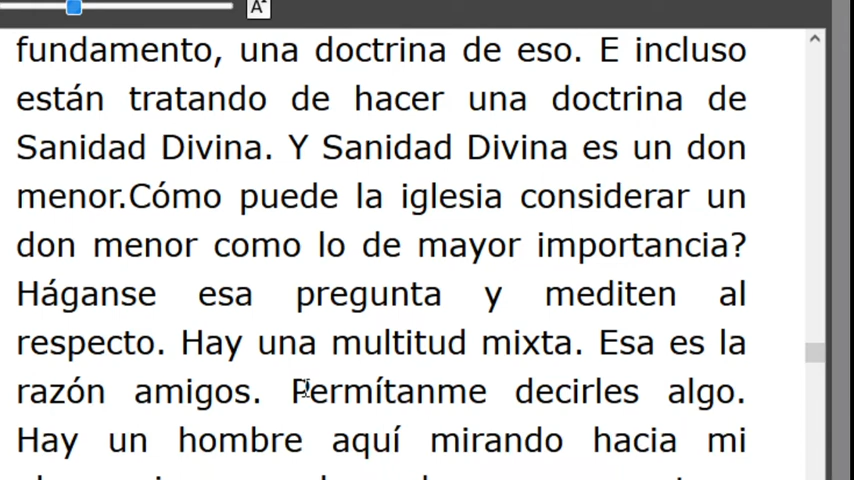 A
fundamento, una doctrina de eso. E incluso
están tratando de hacer una doctrina de
Sanidad Divina. Y Sanidad Divina es un don
menor.Cómo puede la iglesia considerar un
don menor como lo de mayor importancia?
Háganse esa pregunta y mediten al
respecto. Hay una multitud mixta. Esa es la
razón amigos. Permítanme decirles algo.
Hay un hombre aquí mirando hacia mi